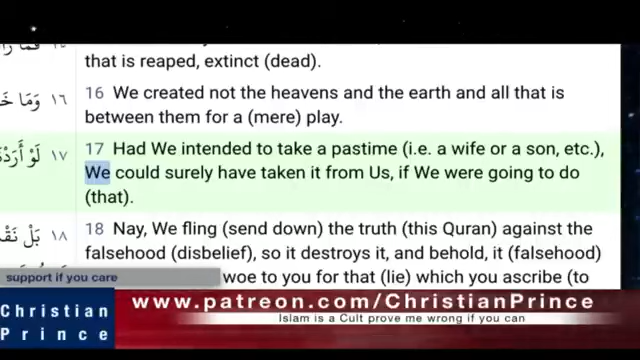 that is reaped, extinct (dead).
١٦ وَمَا خَ
16 We created not the heavens and the earth and all that is
between them for a (mere) play.
١٧ لَوْ أَرَدْ
17 Had We intended to take a pastime (i.e. a wife or a son, etc.),
We could surely have taken it from Us, if We were going to do
(that).
١٨ بَلْ نَقْ
18 Nay, We fling (send down) the truth (this Quran) against the
falsehood (disbelief), so it destroys it, and behold, it (falsehood)
woe to you for that (lie) which you ascribe (to
support if you care
Christian
Prince
www.patreon.com/ChristianPrince
Islam is a Cult prove me wrong if you can